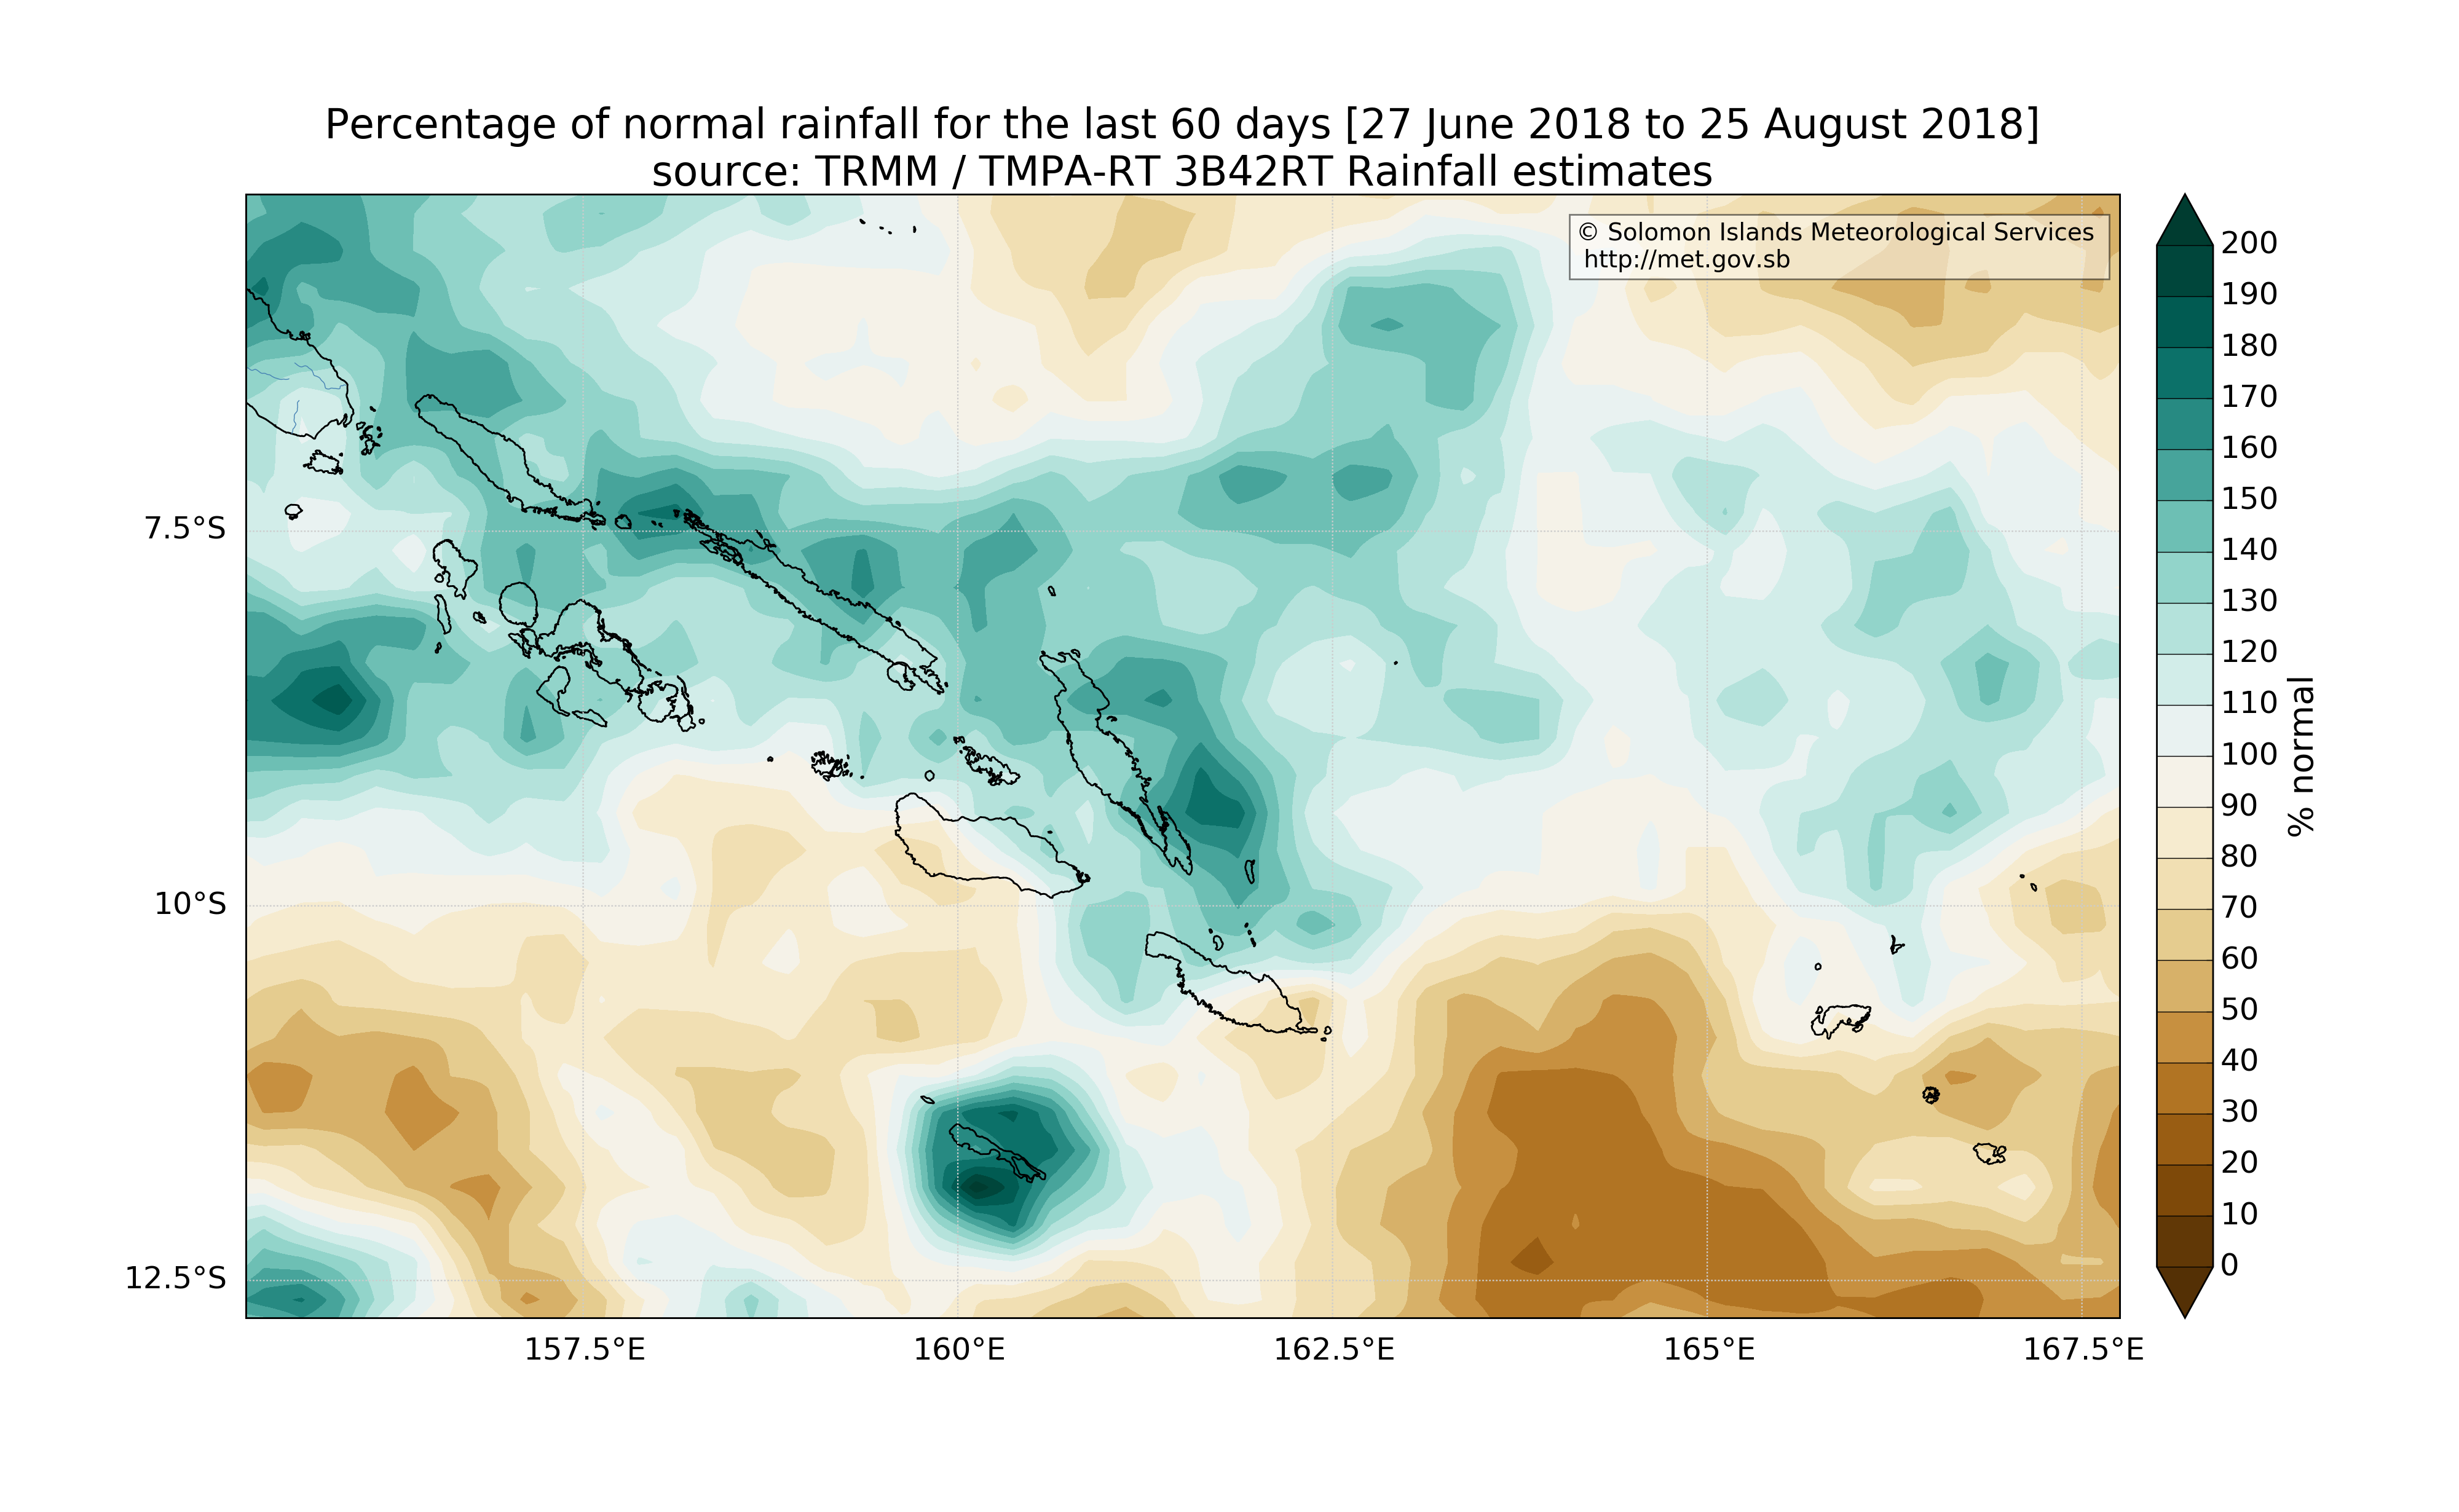 Percentage of normal rainfall for the last 60 days [27 June 2018 to 25 August 2018]
source: TRMM / TMPA-RT 3B42RT Rainfall estimates
© Solomon Islands Meteorological Services
http://met.gov.sb
7.5°S
10°S
12.5°S
157.5°E
160°E
162.5°E
165°E
167.5°E
200
190
180
170
160
150
140
130
120
110
100
90
80
70
60
50
40
30
20
10
0
% normal